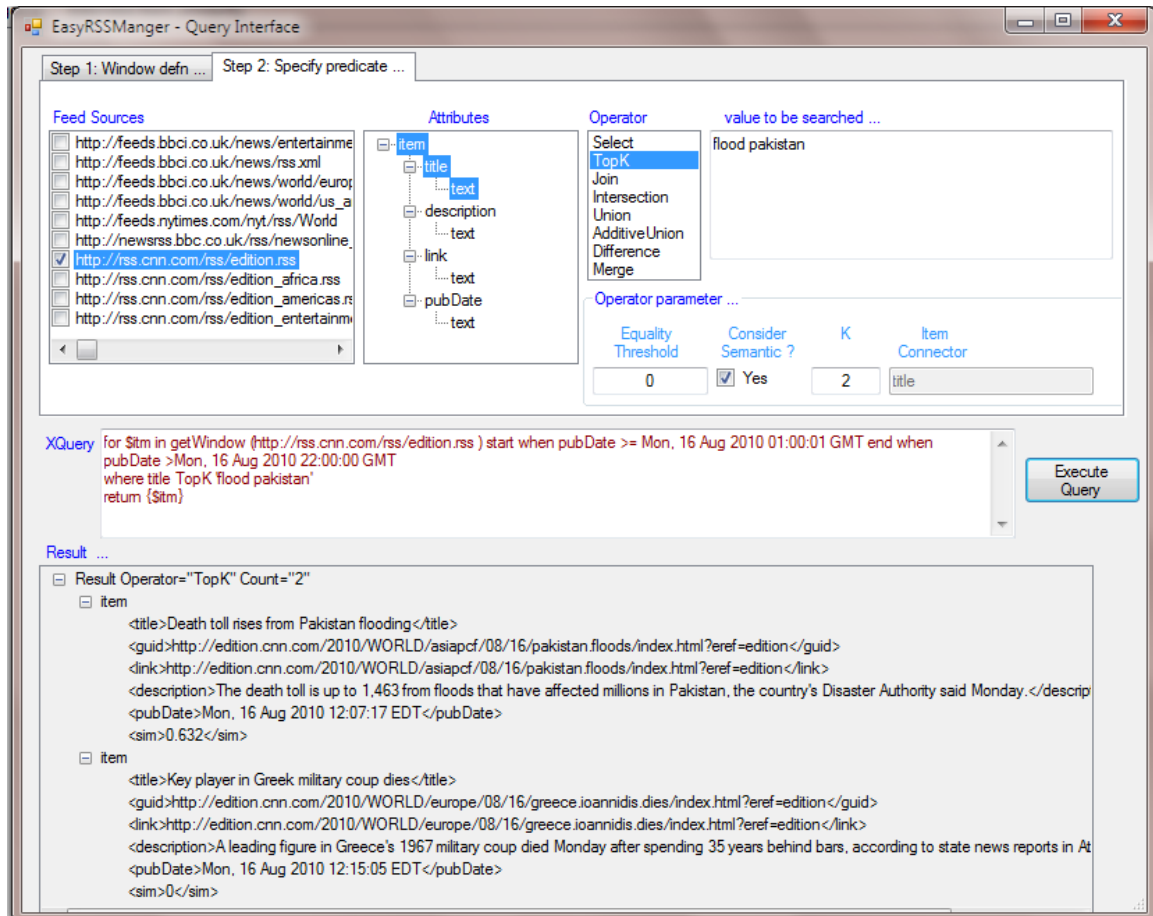 EasyRSSManger - Query Interface
Step 1: Window defn ...
Step 2: Specify predicate ...
Feed Sources
http://feeds.bbci.co.uk/news/entertainme
http://feeds.bbci.co.uk/news/rss.xml
http://feeds.bbci.co.uk/news/world/europ
http://feeds.bbci.co.uk/news/world/us_a
http://feeds.nytimes.com/nyt/rss/World
http://newsrss.bbc.co.uk/rss/newsonline_
http://rss.cnn.com/rss/edition.rss
http://rss.cnn.com/rss/edition_africa.rss
http://rss.cnn.com/rss/edition_americas.rs
http://rss.cnn.com/rss/edition_entertainm
Attributes
item
title
text
description
text
link
text
pubDate
text
Operator
Select
TopK
Join
Intersection
Union
AdditiveUnion
Difference
Merge
value to be searched ...
flood pakistan
Operator parameter ...
Equality
Threshold
0
Consider
Semantic ?
Yes
K
2
Item
Connector
title
XQuery
for $itm in getWindow (http://rss.cnn.com/rss/edition.rss ) start when pubDate >= Mon, 16 Aug 2010 01:00:01 GMT end when
pubDate >Mon, 16 Aug 2010 22:00:00 GMT
where title TopK 'flood pakistan'
return {$itm}
Execute
Query
Result ...
Result Operator="TopK" Count="2"
item
<title>Death toll rises from Pakistan flooding</title>
<guid>http://edition.cnn.com/2010/WORLD/asiapcf/08/16/pakistan.floods/index.html?eref=edition</guid>
<link>http://edition.cnn.com/2010/WORLD/asiapcf/08/16/pakistan.floods/index.html?eref=edition</link>
<description>The death toll is up to 1,463 from floods that have affected millions in Pakistan, the country's Disaster Authority said Monday.</descript
<pubDate>Mon, 16 Aug 2010 12:07:17 EDT</pubDate>
<sim>0.632</sim>
item
<title>Key player in Greek military coup dies</title>
<guid>http://edition.cnn.com/2010/WORLD/europe/08/16/greece.ioannidis.dies/index.html?eref=edition</guid>
<link>http://edition.cnn.com/2010/WORLD/europe/08/16/greece.ioannidis.dies/index.html?eref=edition</link>
<description>A leading figure in Greece's 1967 military coup died Monday after spending 35 years behind bars, according to state news reports in At
<pubDate>Mon, 16 Aug 2010 12:15:05 EDT</pubDate>
<sim>0</sim>